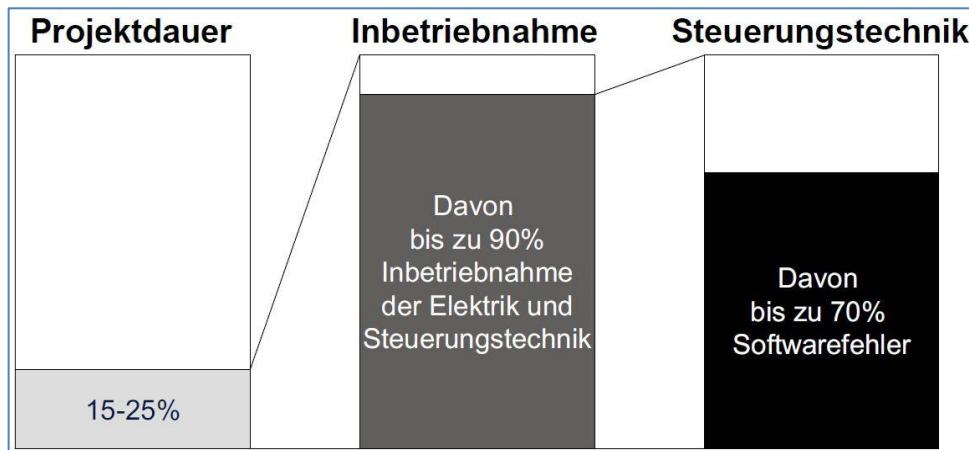 Projektdauer
Inbetriebnahme
Steuerungstechnik
15-25%
Davon
bis zu 90%
Inbetriebnahme
der Elektrik und
Steuerungstechnik
Davon
bis zu 70%
Softwarefehler